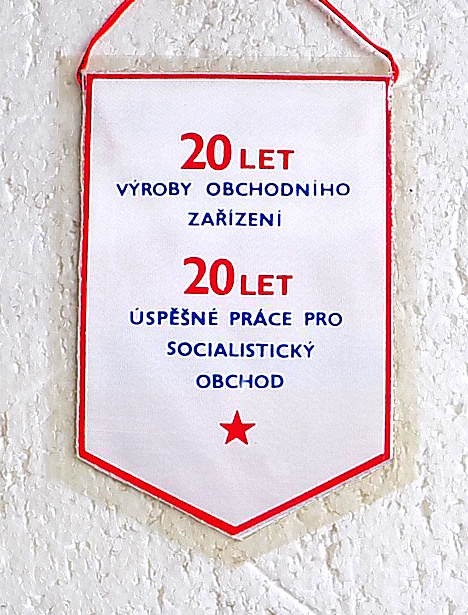 20 LET
VÝROBY OBCHODNÍHO
ZAŘÍZENÍ
20 LET
ÚSPĚŠNÉ PRÁCE PRO
SOCIALISTICKÝ
OBCHOD